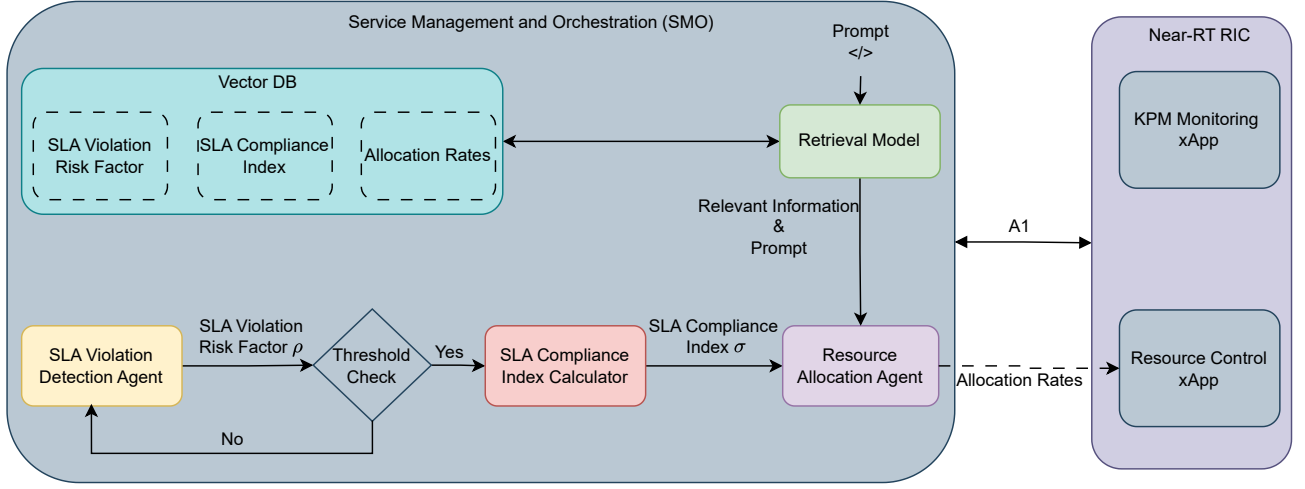 Service Management and Orchestration (SMO)
Prompt
</>
Near-RT RIC
Vector DB
SLA Violation
Risk Factor
SLA Compliance
Index
Allocation Rates
Retrieval Model
KPM Monitoring
xApp
Relevant Information
&
Prompt
A1
SLA Violation
Detection Agent
SLA Violation
Risk Factor ρ
Threshold
Check
Yes
No
SLA Compliance
Index Calculator
SLA Compliance
Index σ
Resource
Allocation Agent
Allocation Rates
Resource Control
xApp